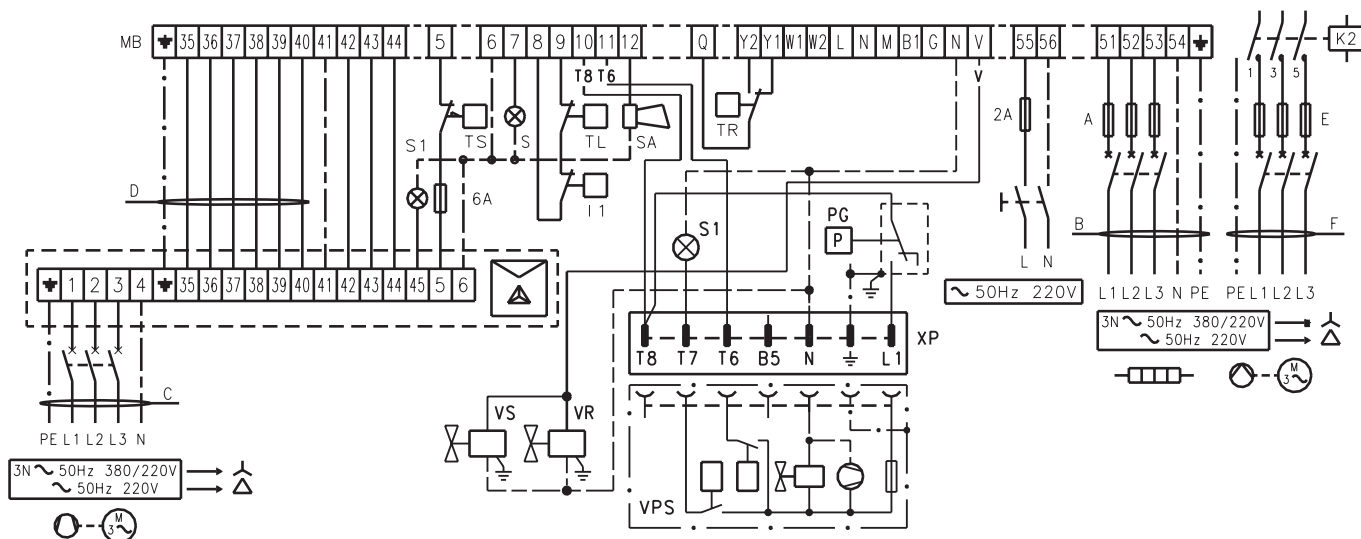 MB 35 36 37 38 39 40 41 42 43 44 5 6 7 8 9 10 11 12 Q Y2 Y1 W1 W2 L N M B1 G N V 55 56 51 52 53 54
K2
1 3 5
T8 T6
V
2A
A
E
TR
S1
TS
S
TL
SA
D
6A
I1
PG
P
S1
B
F
L N
1 2 3 4 35 36 37 38 39 40 41 42 43 44 45 5 6
~ 50Hz 220V
L1 L2 L3 N PE
PE L1 L2 L3
3N ~ 50Hz 380/220V
~ 50Hz 220V
XP
T8 T7 T6 B5 N L1
M
3~
C
VS
VR
PE L1 L2 L3 N
3N ~ 50Hz 380/220V
~ 50Hz 220V
VPS
M
3~